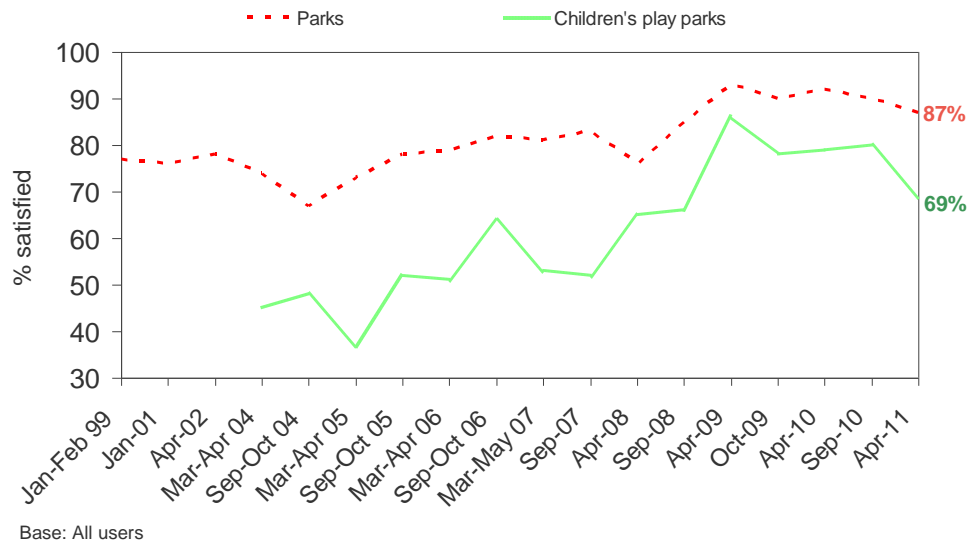 Parks Children's play parks
% satisfied
100
90
80
70
60
50
40
30
87%
69%
Jan-Feb 99
Jan-01
Apr-02
Mar-Apr 04
Sep-Oct 04
Mar-Apr 05
Sep-Oct 05
Mar-Apr 06
Sep-Oct 06
Mar-May 07
Sep-07
Apr-08
Sep-08
Apr-09
Oct-09
Apr-10
Sep-10
Apr-11
Base: All users